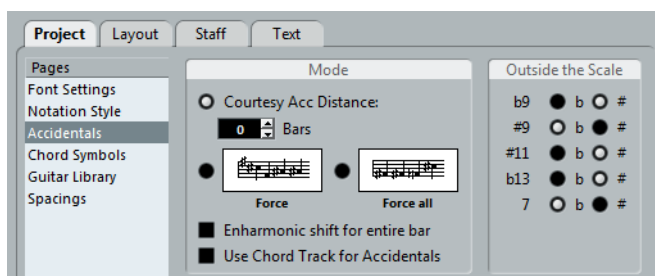 Project Layout Staff Text
Pages
Font Settings
Notation Style
Accidentals
Chord Symbols
Guitar Library
Spacings
Mode
Courtesy Acc Distance:
0 Bars
Force Force all
Enharmonic shift for entire bar
Use Chord Track for Accidentals
Outside the Scale
b9 b #
#9 b #
#11 b #
b13 b #
7 b #